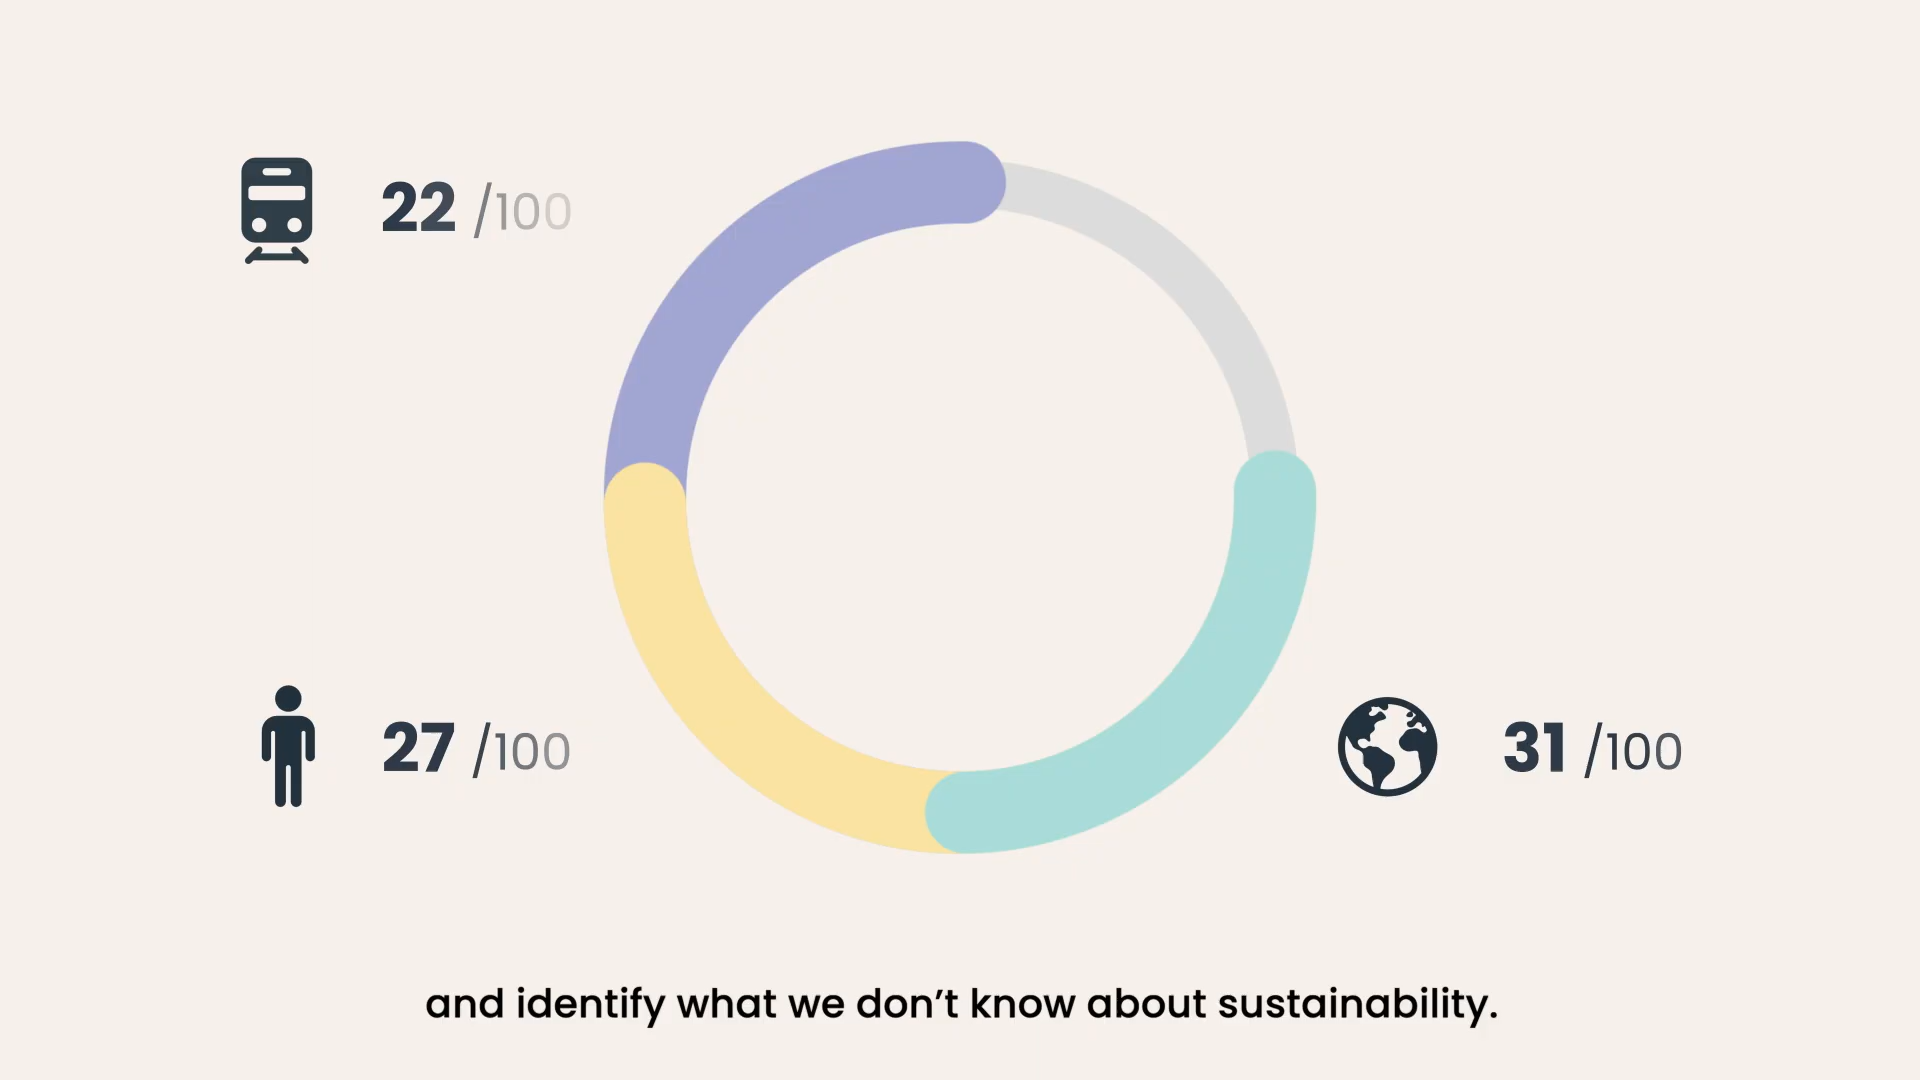 22 /100
27 /100
31 /100
and identify what we don’t know about sustainability.